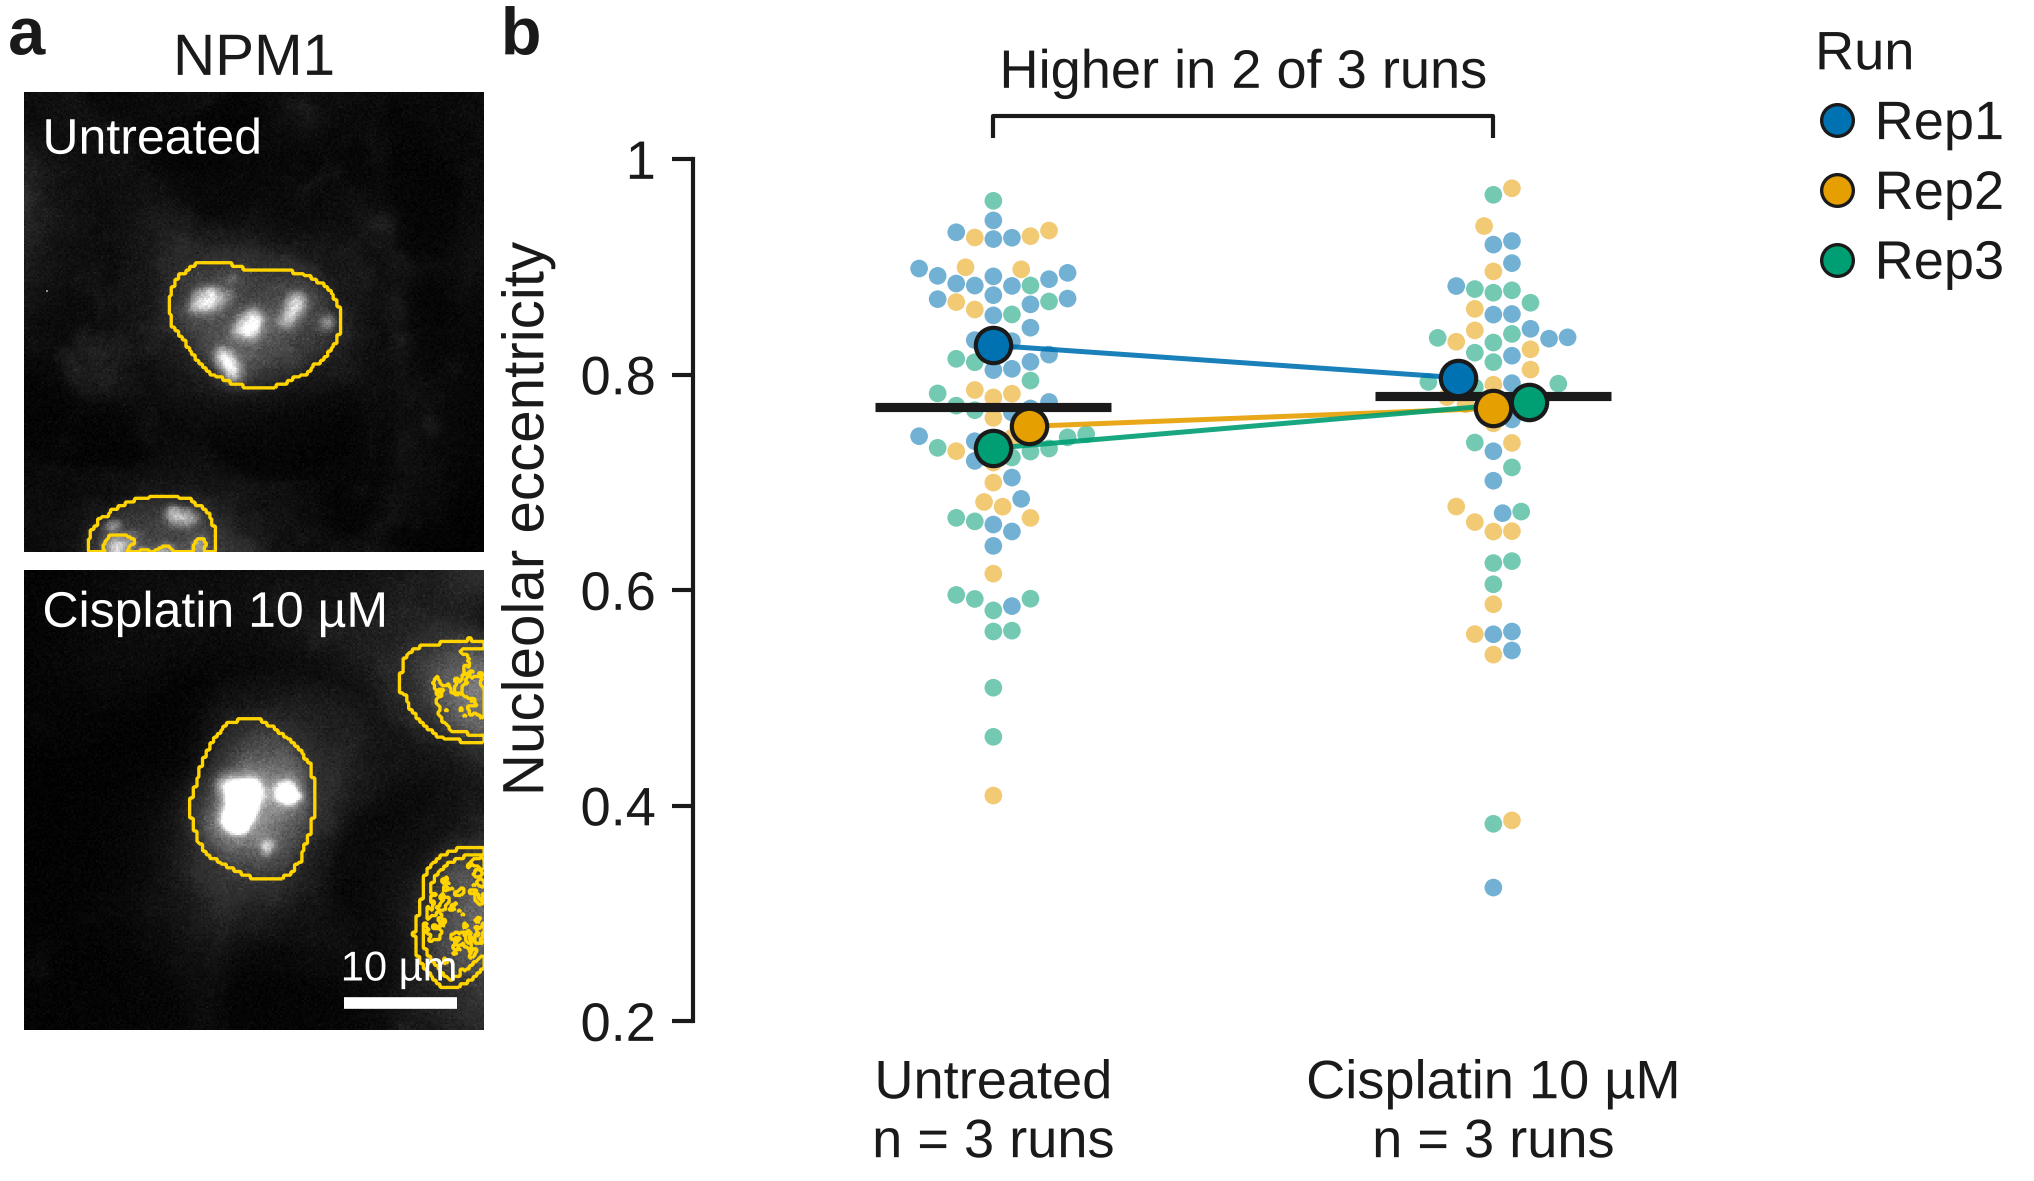 a
NPM1
Untreated
Cisplatin 10 µM
10 µm
b
Higher in 2 of 3 runs
Nucleolar eccentricity
1
0.8
0.6
0.4
0.2
Untreated
n = 3 runs
Cisplatin 10 µM
n = 3 runs
Run
Rep1
Rep2
Rep3